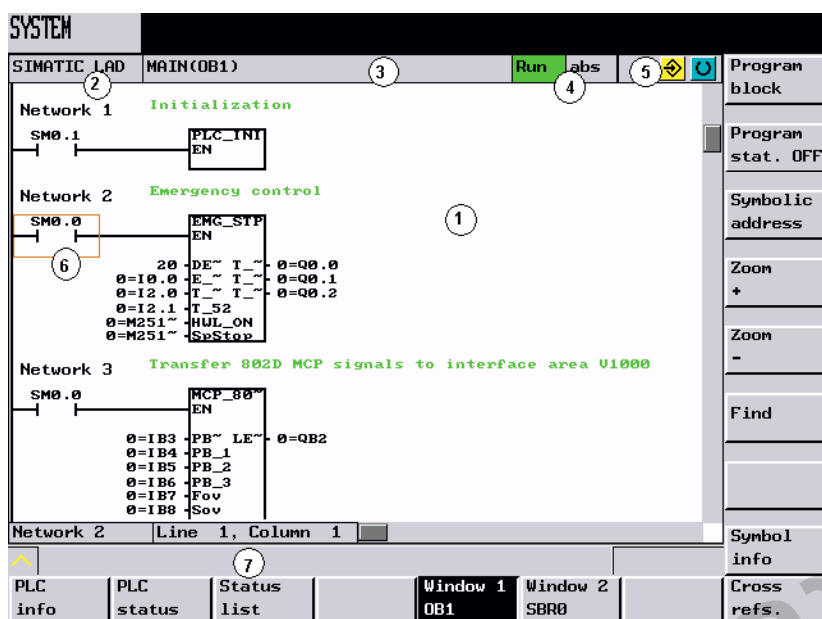 SYSTEM
SIMATIC LAD MAIN(OB1) 3 Run abs 5
2 4
Program
block
Program
stat. OFF
Symbolic
address
Zoom
+
Zoom
-
Find
Symbol
info
Cross
refs.
Network 1 Initialization
SM0.1 PLC_INI
EN
Network 2 Emergency control
SM0.0 EMG_STP
EN
1
6
20 DE~ T_~ 0=Q0.0
0=I0.0 E_~ T_~ 0=Q0.1
0=I2.0 T_~ T_~ 0=Q0.2
0=I2.1 T_52
0=M251~ HWL_ON
0=M251~ SpStop
Network 3 Transfer 802D MCP signals to interface area V1000
SM0.0 MCP_80~
EN
0=IB3 PB~ LE~ 0=QB2
0=IB4 PB_1
0=IB5 PB_2
0=IB6 PB_3
0=IB7 Fov
0=IB8 Sov
Network 2 Line 1, Column 1
7
PLC
info
PLC
status
Status
list
Window 1
OB1
Window 2
SBR0